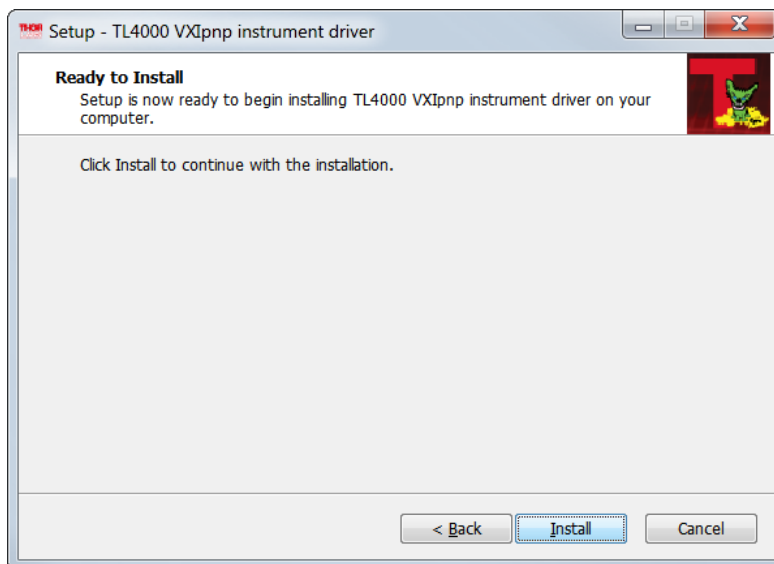 THOR
Setup - TL4000 VXIpnp instrument driver
Ready to Install
Setup is now ready to begin installing TL4000 VXIpnp instrument driver on your
computer.
Click Install to continue with the installation.
< Back
Install
Cancel